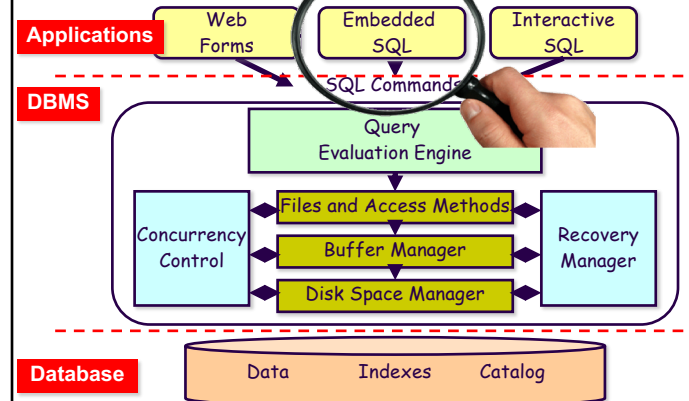 Applications
Web
Forms
Embedded
SQL
Interactive
SQL
SQL Commands
DBMS
Query
Evaluation Engine
Files and Access Methods
Concurrency
Control
Buffer Manager
Recovery
Manager
Disk Space Manager
Database
Data Indexes Catalog